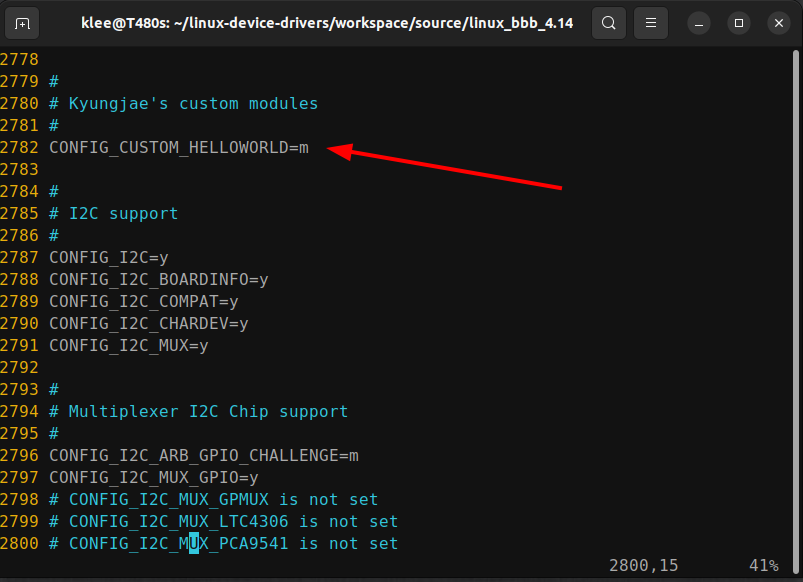 klee@T480s: ~/linux-device-drivers/workspace/source/linux_bbb_4.14
2778
2779 #
2780 # Kyungjae's custom modules
2781 #
2782 CONFIG_CUSTOM_HELLOWORLD=m
2783
2784 #
2785 # I2C support
2786 #
2787 CONFIG_I2C=y
2788 CONFIG_I2C_BOARDINFO=y
2789 CONFIG_I2C_COMPAT=y
2790 CONFIG_I2C_CHARDEV=y
2791 CONFIG_I2C_MUX=y
2792
2793 #
2794 # Multiplexer I2C Chip support
2795 #
2796 CONFIG_I2C_ARB_GPIO_CHALLENGE=m
2797 CONFIG_I2C_MUX_GPIO=y
2798 # CONFIG_I2C_MUX_GPMUX is not set
2799 # CONFIG_I2C_MUX_LTC4306 is not set
2800 # CONFIG_I2C_MUX_PCA9541 is not set
2800,15 41%